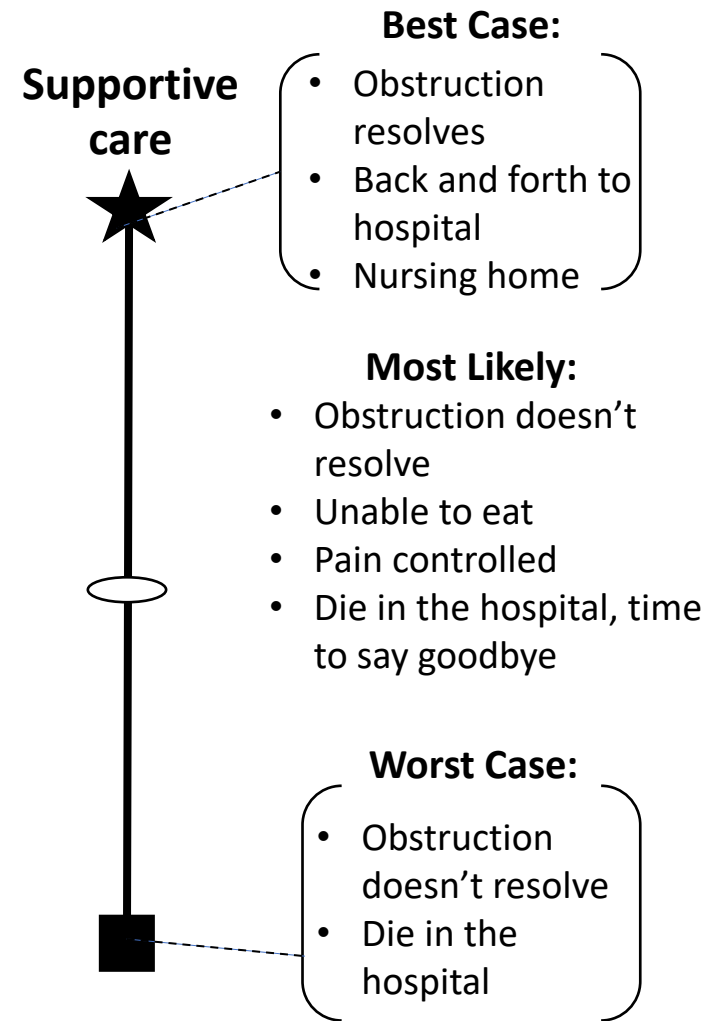 Supportive
care
Best Case:
• Obstruction
resolves
• Back and forth to
hospital
• Nursing home
Most Likely:
• Obstruction doesn’t
resolve
• Unable to eat
• Pain controlled
• Die in the hospital, time
to say goodbye
Worst Case:
• Obstruction
doesn’t resolve
• Die in the
hospital